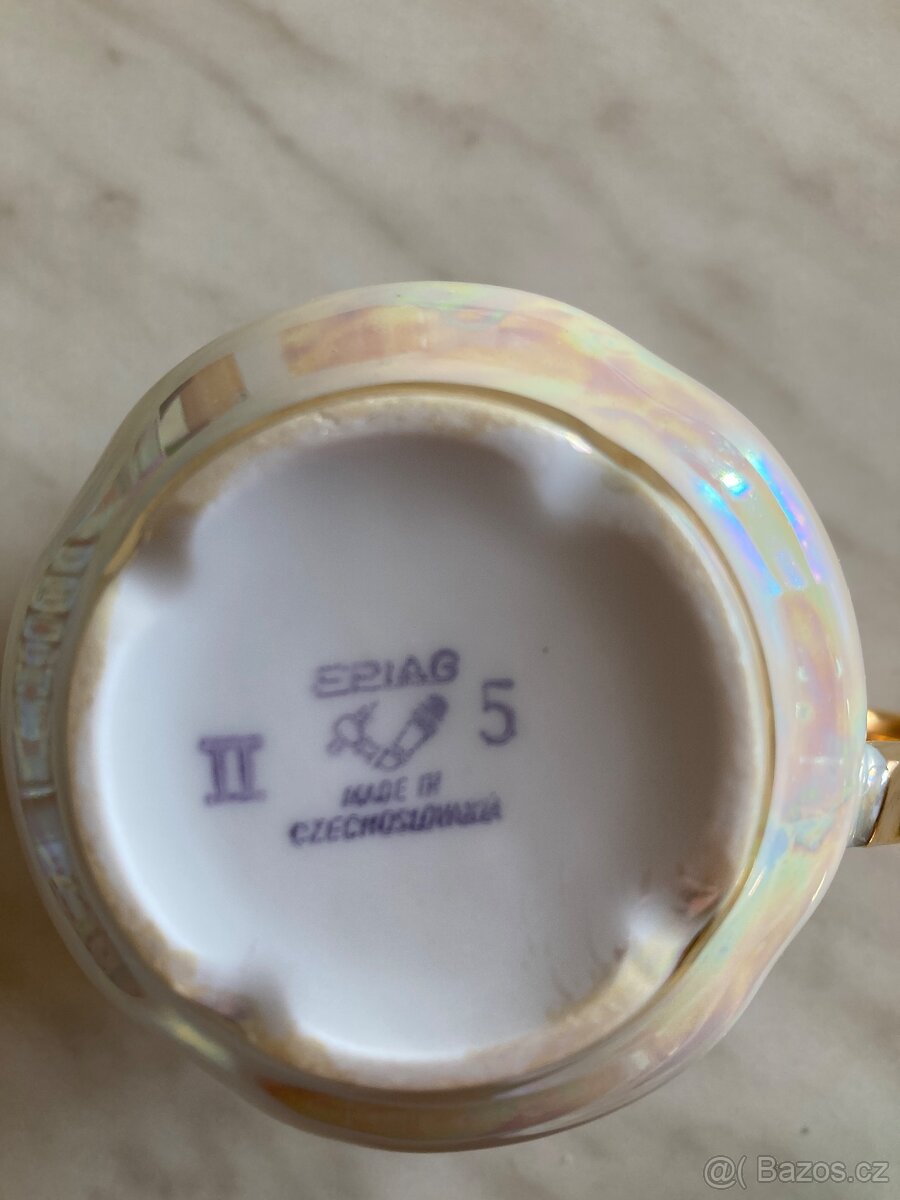 EPIAG
II
5
MADE IN
CZECHOSLOVAKIA
@( Bazos.cz